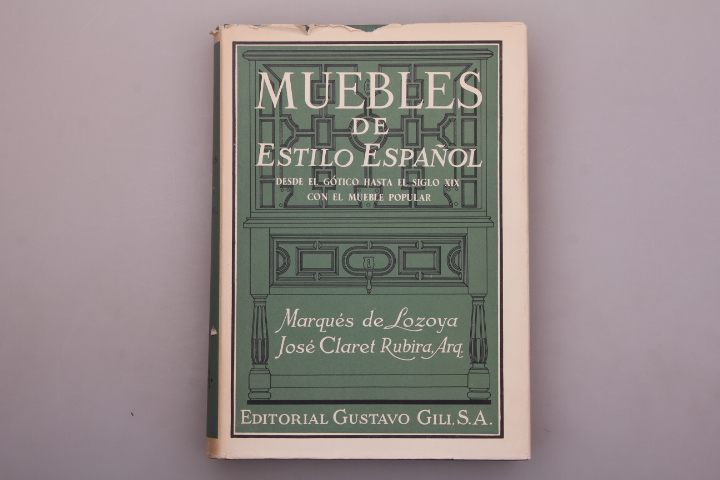 MUEBLES
DE
ESTILO ESPAÑOL
DESDE EL GÓTICO HASTA EL SIGLO XIX
CON EL MUEBLE POPULAR
Marqués de Lozoya
José Claret Rubira, Arq.
EDITORIAL GUSTAVO GILI, S.A.